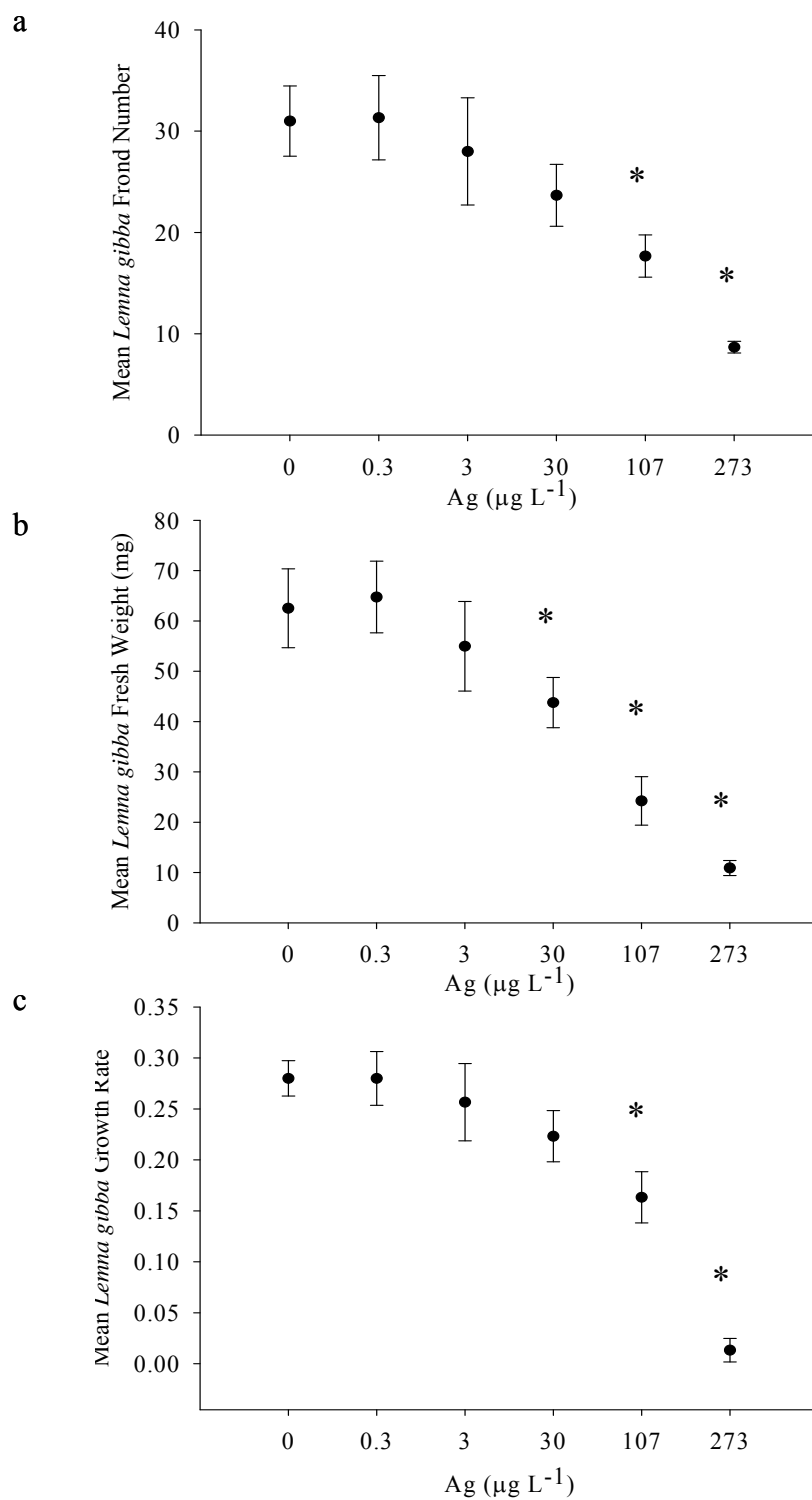 a
Mean Lemna gibba Frond Number
40
30
20
10
0
*
*
0 0.3 3 30 107 273
Ag (µg L-1)
b
Mean Lemna gibba Fresh Weight (mg)
80
70
60
50
40
30
20
10
0
*
*
*
0 0.3 3 30 107 273
Ag (µg L-1)
c
Mean Lemna gibba Growth Rate
0.35
0.30
0.25
0.20
0.15
0.10
0.05
0.00
*
*
0 0.3 3 30 107 273
Ag (µg L-1)